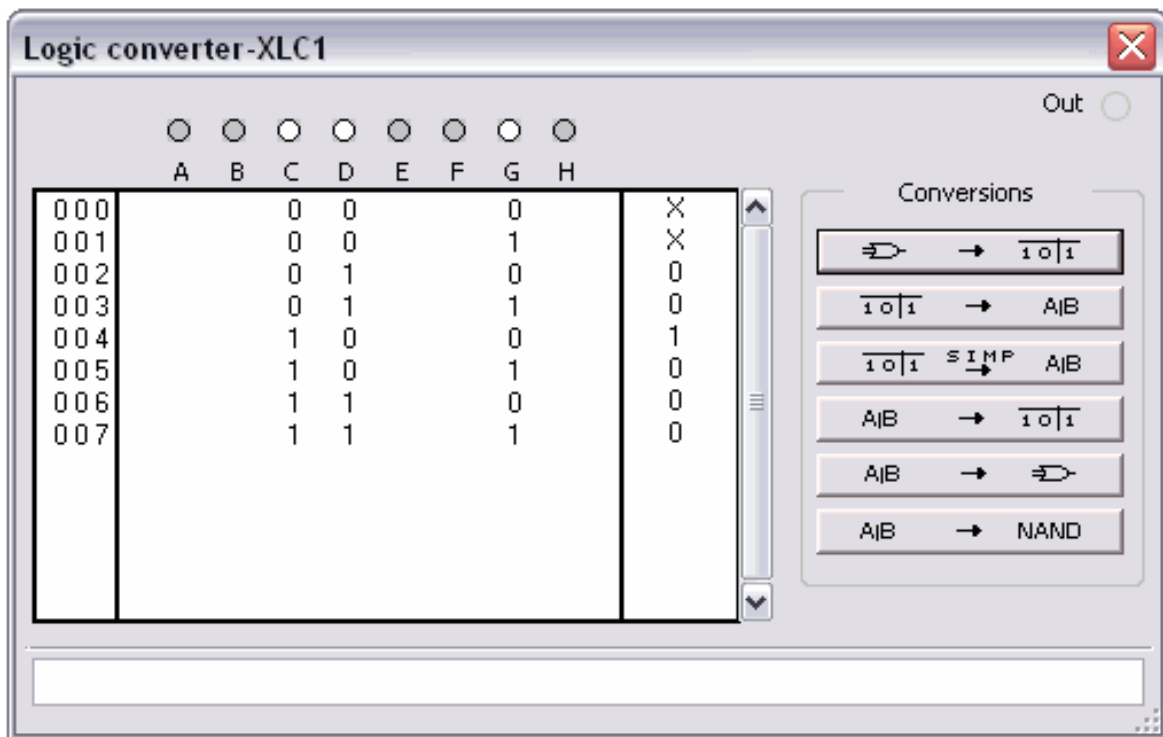 Logic converter-XLC1
Out
A B C D E F G H
000 0 0 0 X
001 0 0 1 X
002 0 1 0 0
003 0 1 1 0
004 1 0 0 1
005 1 0 1 0
006 1 1 0 0
007 1 1 1 0
Conversions
→ 1 0|1
1 0|1 → A|B
1 0|1 SIMP → A|B
A|B → 1 0|1
A|B →
A|B → NAND